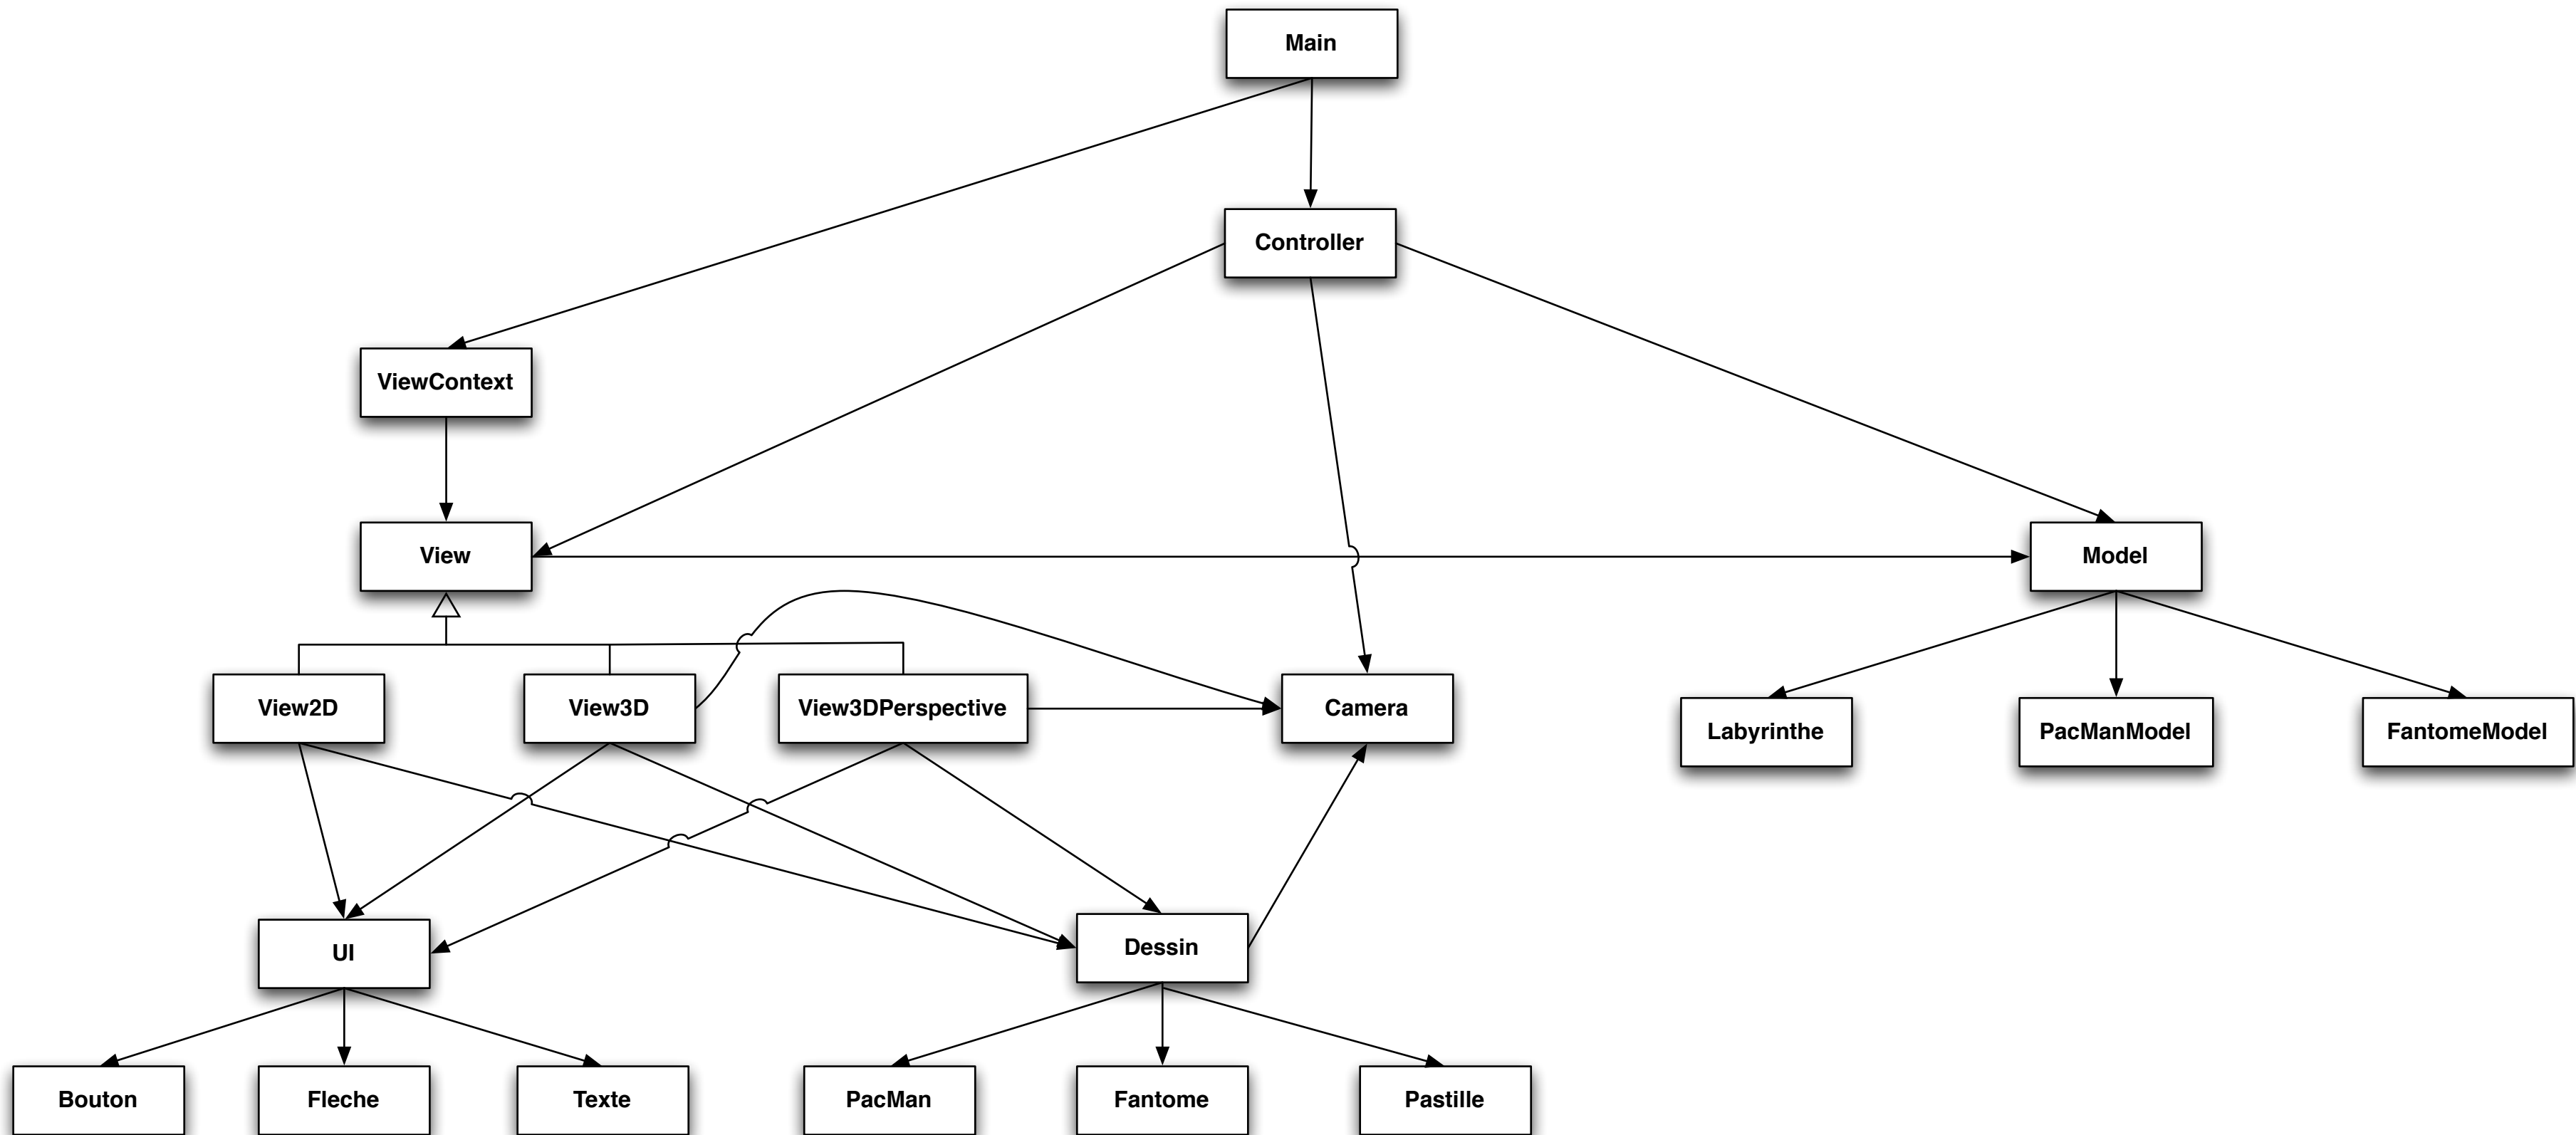 Main
Controller
ViewContext
View
Model
View2D
View3D
View3DPerspective
Camera
Labyrinthe
PacManModel
FantomeModel
UI
Dessin
Bouton
Fleche
Texte
PacMan
Fantome
Pastille